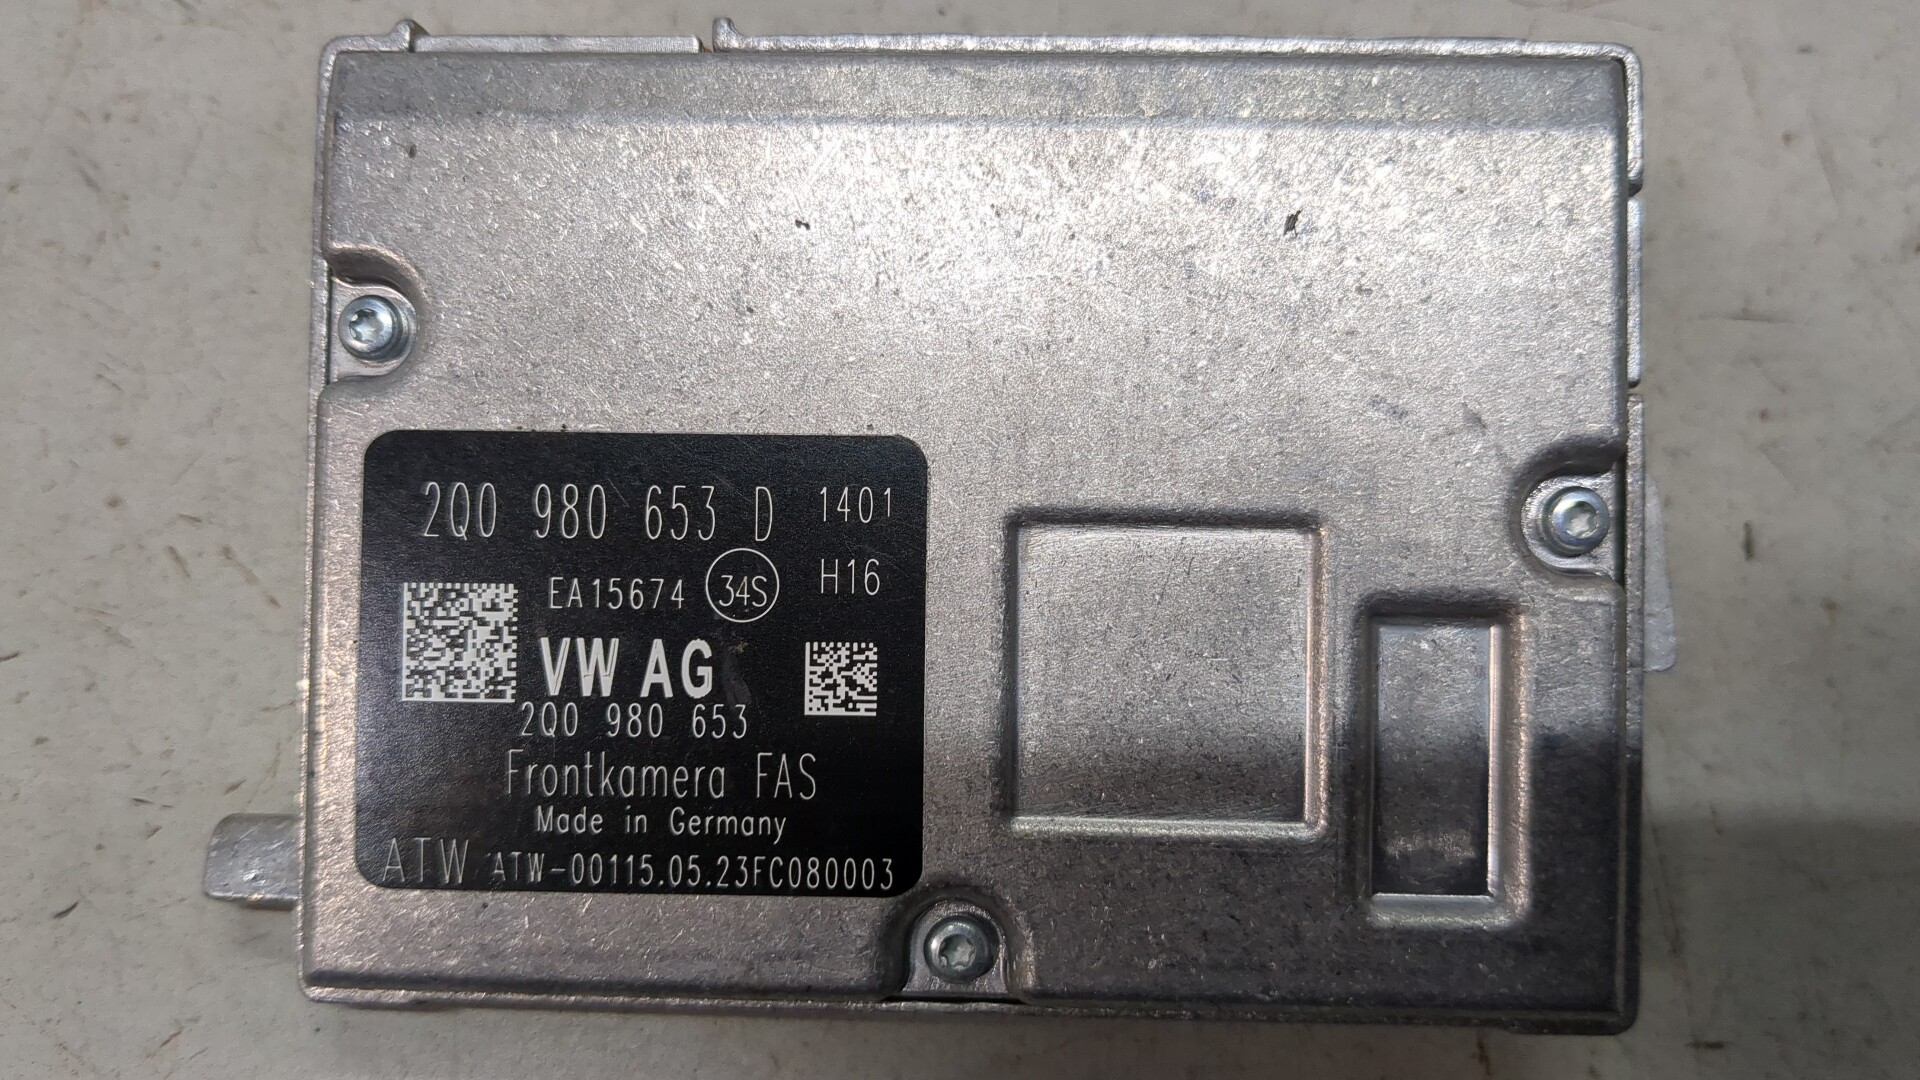 2Q0 980 653 D 1401
EA15674 34S H16
VW AG
2Q0 980 653
Frontkamera FAS
Made in Germany
ATW ATW-00115.05.23FC080003